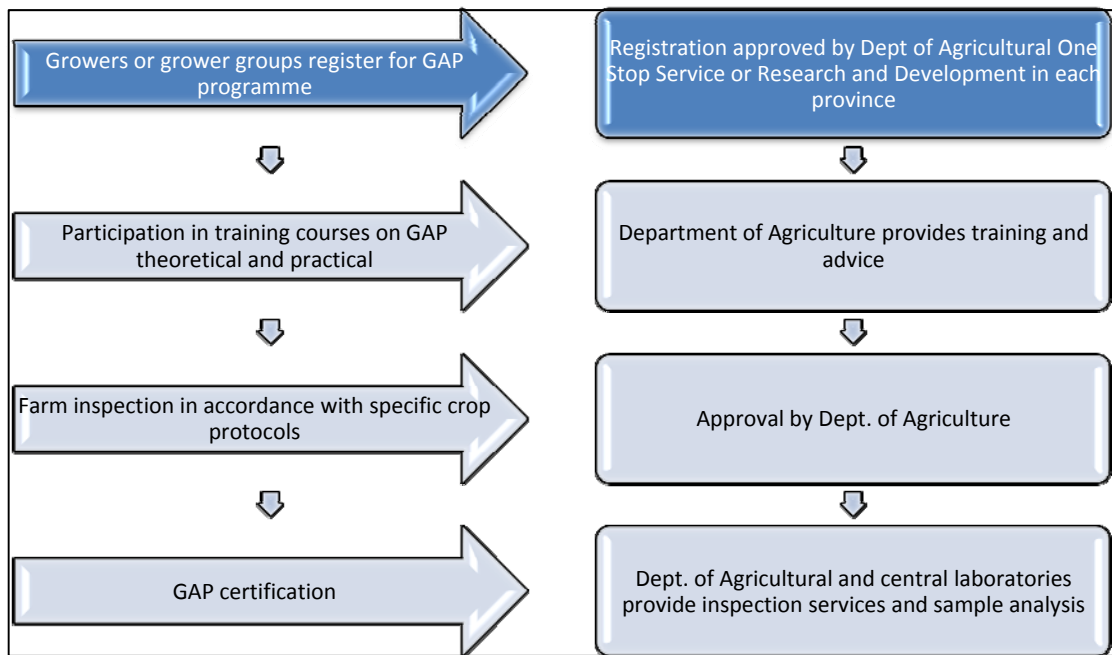 Growers or grower groups register for GAP
programme
Registration approved by Dept of Agricultural One
Stop Service or Research and Development in each
province
Participation in training courses on GAP
theoretical and practical
Department of Agriculture provides training and
advice
Farm inspection in accordance with specific crop
protocols
Approval by Dept. of Agriculture
GAP certification
Dept. of Agricultural and central laboratories
provide inspection services and sample analysis